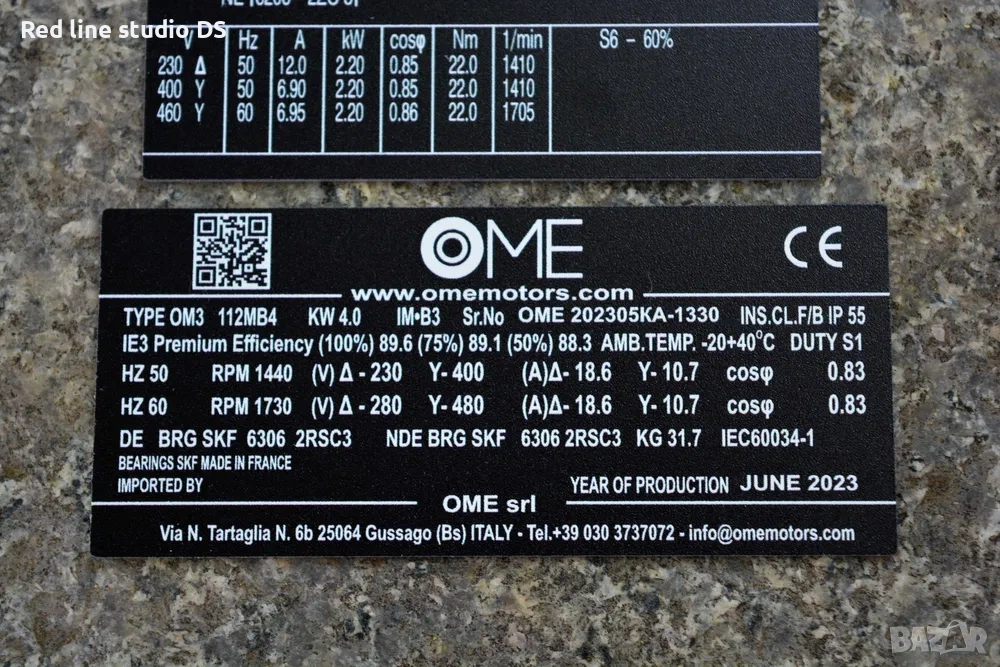 Red line studio DS
V Hz A kW cosφ Nm 1/min S6 - 60%
230 Δ 50 12.0 2.20 0.85 22.0 1410
400 Y 50 6.90 2.20 0.85 22.0 1410
460 Y 60 6.95 2.20 0.86 22.0 1705
OME
CE
www.omemotors.com
TYPE OM3 112MB4 KW 4.0 IM•B3 Sr.No OME 202305KA-1330 INS.CL.F/B IP 55
IE3 Premium Efficiency (100%) 89.6 (75%) 89.1 (50%) 88.3 AMB.TEMP. -20+40°C DUTY S1
HZ 50 RPM 1440 (V) Δ - 230 Y- 400 (A)Δ- 18.6 Y- 10.7 cosφ 0.83
HZ 60 RPM 1730 (V) Δ - 280 Y- 480 (A)Δ- 18.6 Y- 10.7 cosφ 0.83
DE BRG SKF 6306 2RSC3 NDE BRG SKF 6306 2RSC3 KG 31.7 IEC60034-1
BEARINGS SKF MADE IN FRANCE
IMPORTED BY YEAR OF PRODUCTION JUNE 2023
OME srl
Via N. Tartaglia N. 6b 25064 Gussago (Bs) ITALY - Tel.+39 030 3737072 - info@omemotors.com
BAZAR